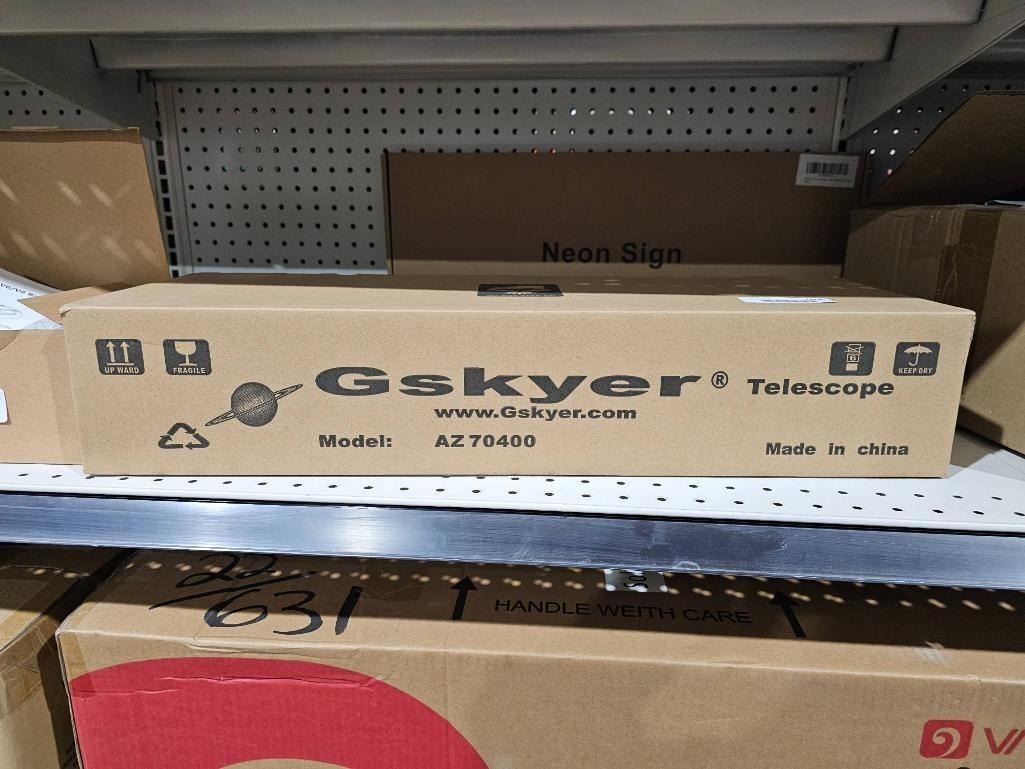 Neon Sign
UP WARD
FRAGILE
Gskyer® Telescope
6
KEEP DRY
www.Gskyer.com
Model: AZ 70400
Made in china
22/631
HANDLE WEITH CARE